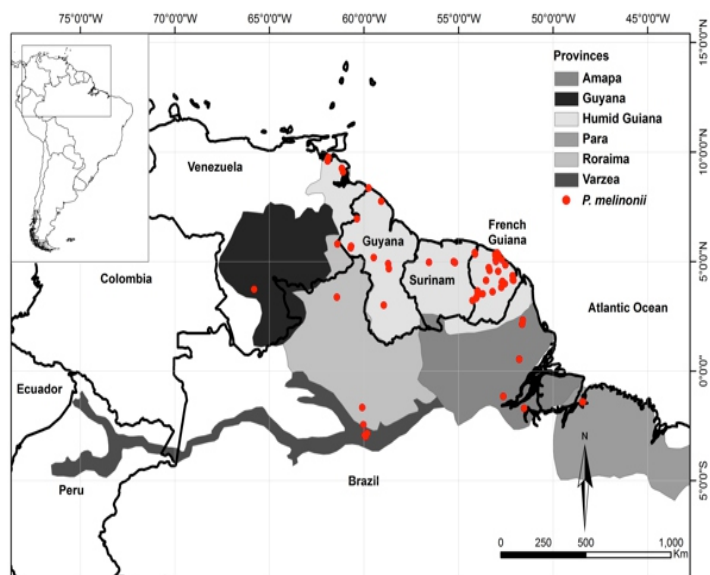 75°0'0"W 70°0'0"W 65°0'0"W 60°0'0"W 55°0'0"W 50°0'0"W 45°0'0"W
15°0'0"N
10°0'0"N
5°0'0"N
0°0'0"
5°0'0"S
Provinces
Amapa
Guyana
Humid Guiana
Para
Roraima
Varzea
P. melinonii
Venezuela
Guyana
French
Guiana
Surinam
Colombia
Atlantic Ocean
Ecuador
Peru
Brazil
N
0 250 500 1,000
Km